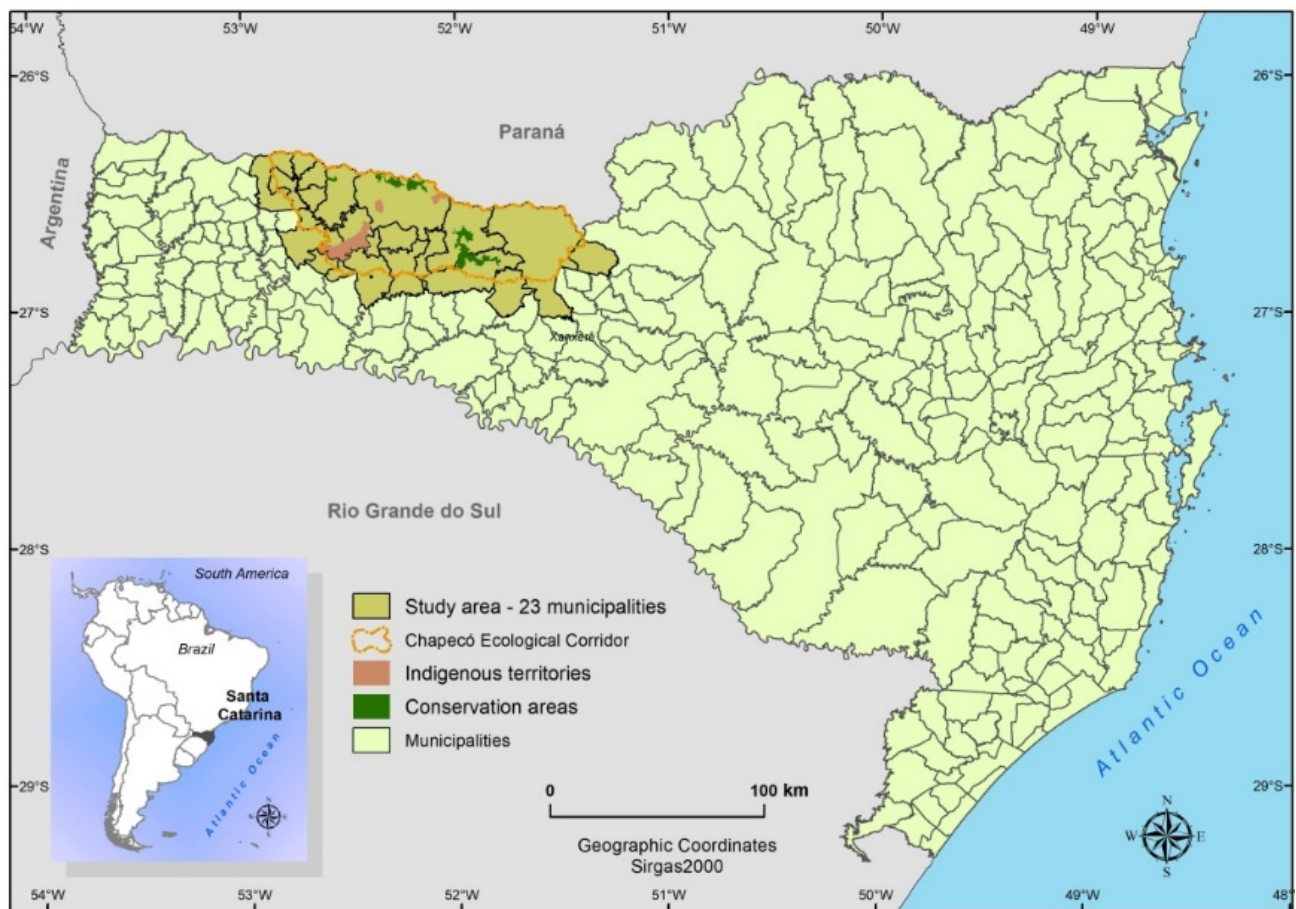 54°W 53°W 52°W 51°W 50°W 49°W
26°S 26°S
Paraná
Argentina
27°S 27°S
Xanxerê
Rio Grande do Sul
28°S 28°S
South America
Brazil
Santa
Catarina
Atlantic Ocean
N
W E
S
Study area - 23 municipalities
Chapecó Ecological Corridor
Indigenous territories
Conservation areas
Municipalities
Atlantic Ocean
29°S 29°S
0 100 km
Geographic Coordinates
Sirgas2000
N
W E
S
54°W 53°W 52°W 51°W 50°W 49°W 48°